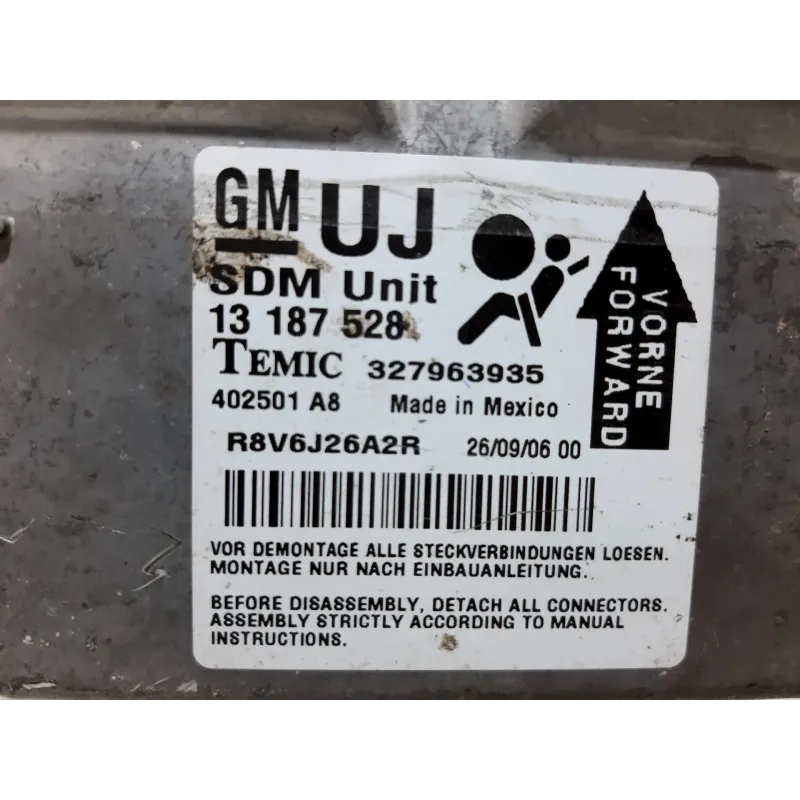 GM UJ
SDM Unit
13 187 528
TEMIC 327963935
402501 A8 Made in Mexico
R8V6J26A2R 26/09/06 00
VORNE
FORWARD
VOR DEMONTAGE ALLE STECKVERBINDUNGEN LOESEN.
MONTAGE NUR NACH EINBAUANLEITUNG.
BEFORE DISASSEMBLY, DETACH ALL CONNECTORS.
ASSEMBLY STRICTLY ACCORDING TO MANUAL
INSTRUCTIONS.